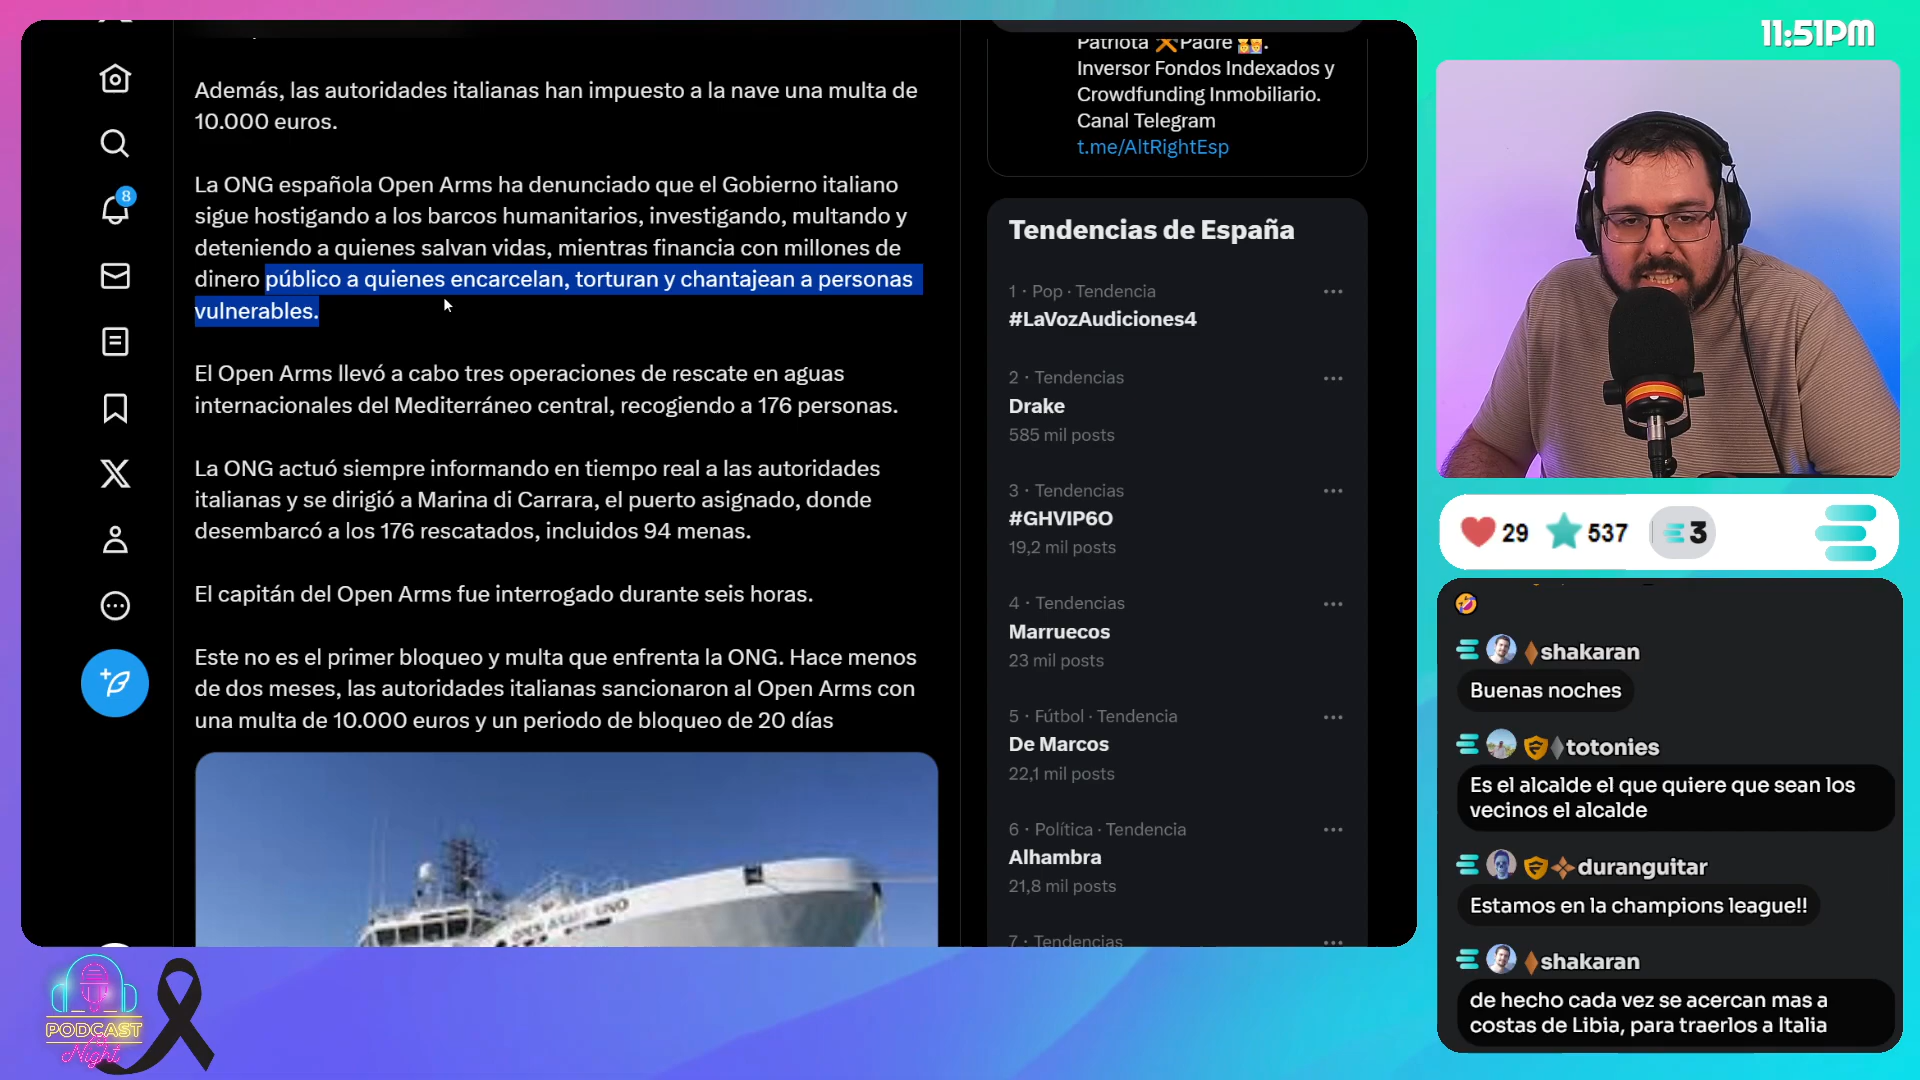 11:51PM
Además, las autoridades italianas han impuesto a la nave una multa de
10.000 euros.
La ONG española Open Arms ha denunciado que el Gobierno italiano
sigue hostigando a los barcos humanitarios, investigando, multando y
deteniendo a quienes salvan vidas, mientras financia con millones de
dinero público a quienes encarcelan, torturan y chantajean a personas
vulnerables.
El Open Arms llevó a cabo tres operaciones de rescate en aguas
internacionales del Mediterráneo central, recogiendo a 176 personas.
La ONG actuó siempre informando en tiempo real a las autoridades
italianas y se dirigió a Marina di Carrara, el puerto asignado, donde
desembarcó a los 176 rescatados, incluidos 94 menas.
El capitán del Open Arms fue interrogado durante seis horas.
Este no es el primer bloqueo y multa que enfrenta la ONG. Hace menos
de dos meses, las autoridades italianas sancionaron al Open Arms con
una multa de 10.000 euros y un periodo de bloqueo de 20 días
8
Patriota Padre
Inversor Fondos Indexados y
Crowdfunding Inmobiliario.
Canal Telegram
t.me/AltRightEsp
Tendencias de España
1 · Pop · Tendencia
#LaVozAudiciones4
2 · Tendencias
Drake
585 mil posts
3 · Tendencias
#GHVIP6O
19,2 mil posts
4 · Tendencias
Marruecos
23 mil posts
5 · Fútbol · Tendencia
De Marcos
22,1 mil posts
6 · Política · Tendencia
Alhambra
21,8 mil posts
7 · Tendencias
29 537 3
shakaran
Buenas noches
totonies
Es el alcalde el que quiere que sean los
vecinos el alcalde
duranguitar
Estamos en la champions league!!
shakaran
de hecho cada vez se acercan mas a
costas de Libia, para traerlos a Italia
PODCAST
Night